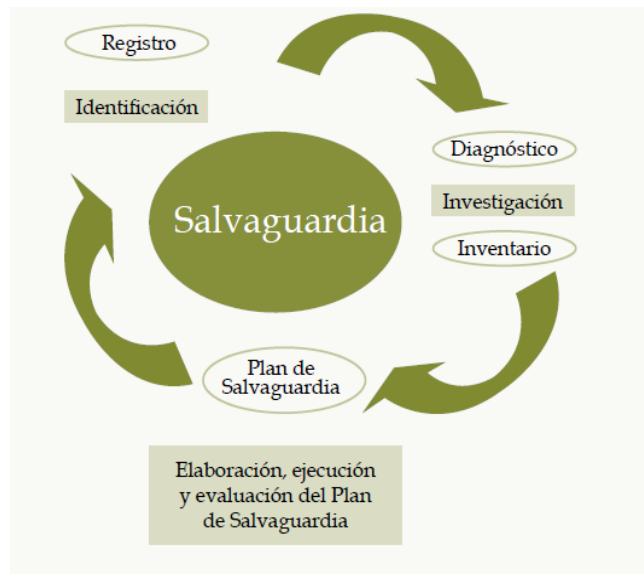 Registro
Identificación
Salvaguardia
Diagnóstico
Investigación
Inventario
Plan de
Salvaguardia
Elaboración, ejecución
y evaluación del Plan
de Salvaguardia